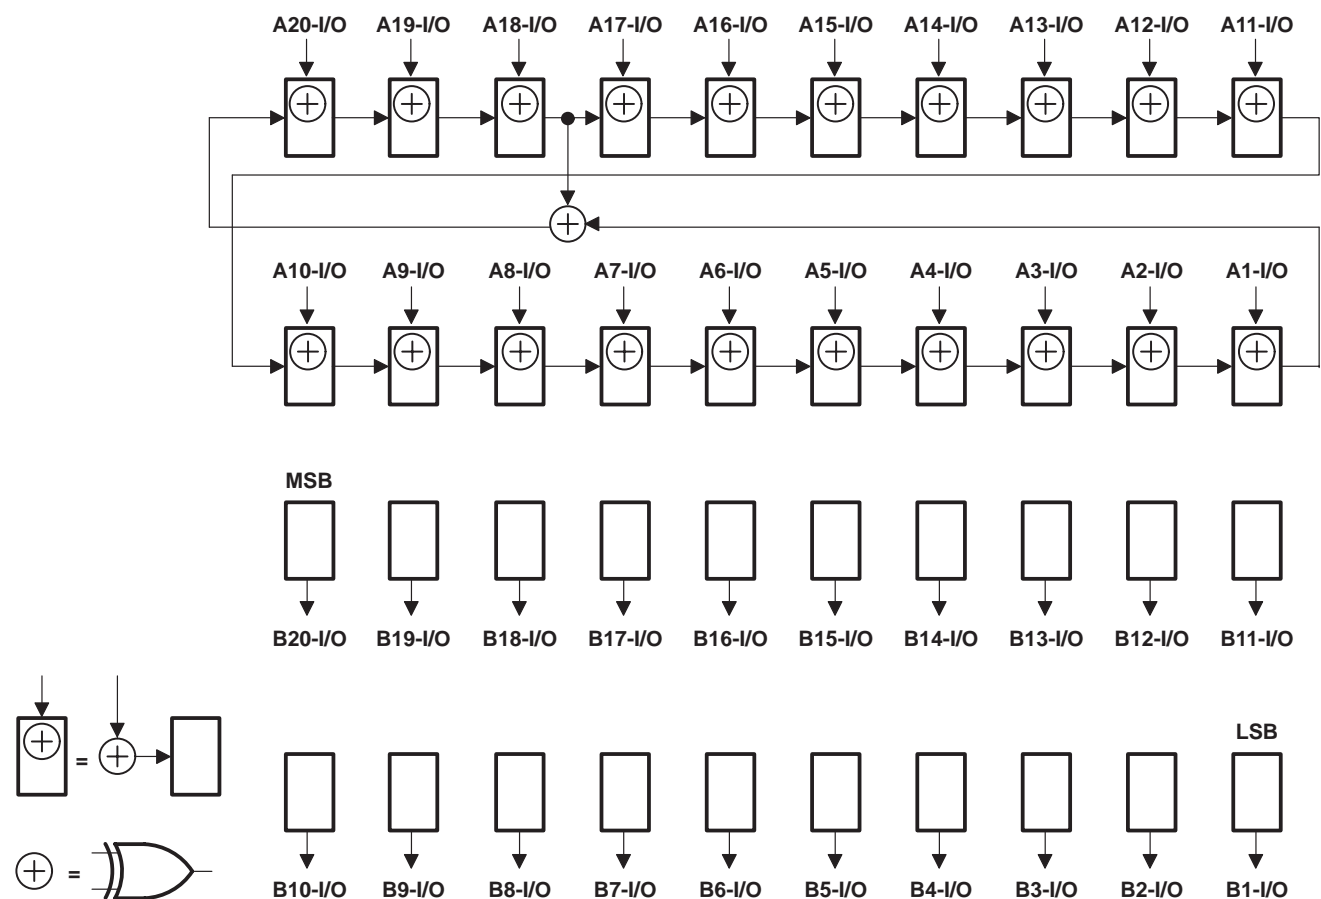 A20-I/O A19-I/O A18-I/O A17-I/O A16-I/O A15-I/O A14-I/O A13-I/O A12-I/O A11-I/O
A10-I/O A9-I/O A8-I/O A7-I/O A6-I/O A5-I/O A4-I/O A3-I/O A2-I/O A1-I/O
MSB
B20-I/O B19-I/O B18-I/O B17-I/O B16-I/O B15-I/O B14-I/O B13-I/O B12-I/O B11-I/O
LSB
=
=
B10-I/O B9-I/O B8-I/O B7-I/O B6-I/O B5-I/O B4-I/O B3-I/O B2-I/O B1-I/O